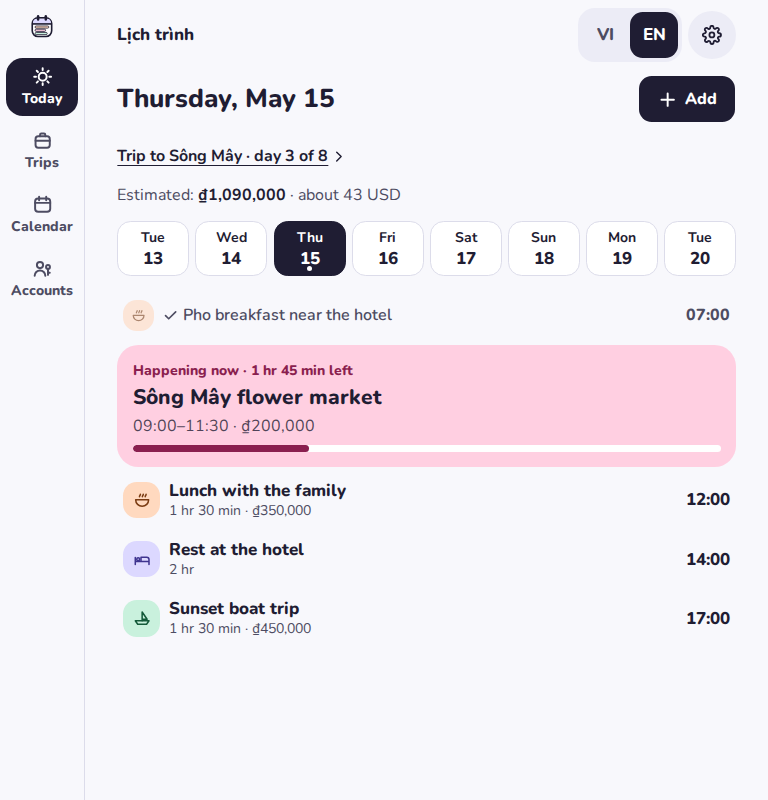 Lịch trình
VI EN
Today
Trips
Calendar
Accounts
Thursday, May 15
Add
Trip to Sông Mây · day 3 of 8
Estimated: ₫1,090,000 · about 43 USD
Tue 13
Wed 14
Thu 15
Fri 16
Sat 17
Sun 18
Mon 19
Tue 20
Pho breakfast near the hotel 07:00
Happening now · 1 hr 45 min left
Sông Mây flower market
09:00–11:30 · ₫200,000
Lunch with the family 12:00
1 hr 30 min · ₫350,000
Rest at the hotel 14:00
2 hr
Sunset boat trip 17:00
1 hr 30 min · ₫450,000